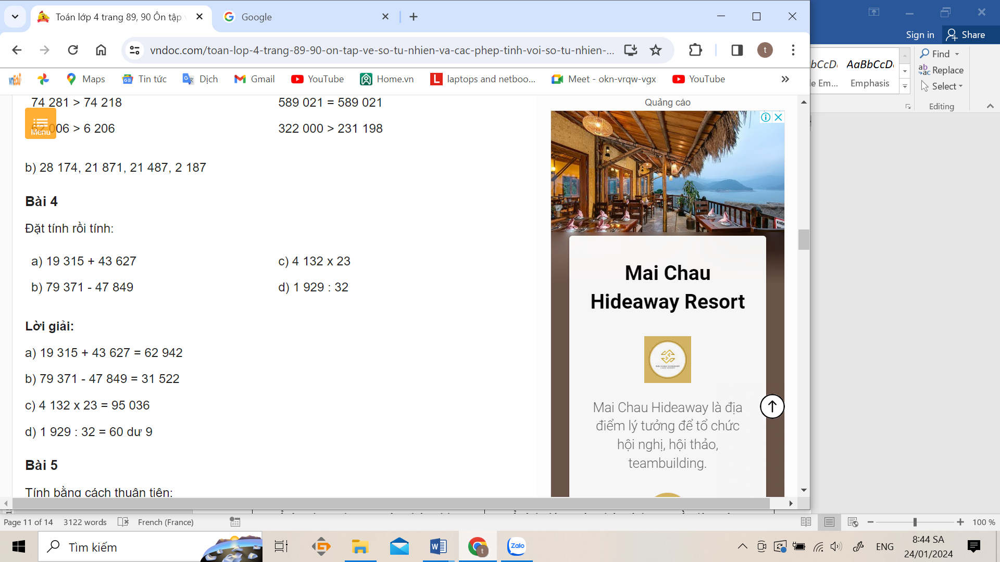 Toán lớp 4 trang 89, 90 Ôn tập
Google
Sign in
Share
vndoc.com/toan-lop-4-trang-89-90-on-tap-ve-so-tu-nhien-va-cac-phep-tinh-voi-so-tu-nhien-...
t
Find
Replace
Select
AaBbCcD
Emphasis
Editing
Maps
Tin tức
Dịch
Gmail
YouTube
Home.vn
laptops and netboo...
Meet - okn-vrqw-vgx
YouTube
74 281 > 74 218
589 021 = 589 021
62 006 > 6 206
322 000 > 231 198
Menu
b) 28 174, 21 871, 21 487, 2 187
Bài 4
Đặt tính rồi tính:
a) 19 315 + 43 627
c) 4 132 x 23
b) 79 371 - 47 849
d) 1 929 : 32
Lời giải:
a) 19 315 + 43 627 = 62 942
b) 79 371 - 47 849 = 31 522
c) 4 132 x 23 = 95 036
d) 1 929 : 32 = 60 dư 9
Bài 5
Tính bằng cách thuận tiện:
Quảng cáo
Mai Chau
Hideaway Resort
Mai Chau Hideaway là địa
điểm lý tưởng để tổ chức
hội nghị, hội thảo,
teambuilding.
Page 11 of 14
3122 words
French (France)
100 %
Tìm kiếm
Zalo
ENG
8:44 SA
24/01/2024